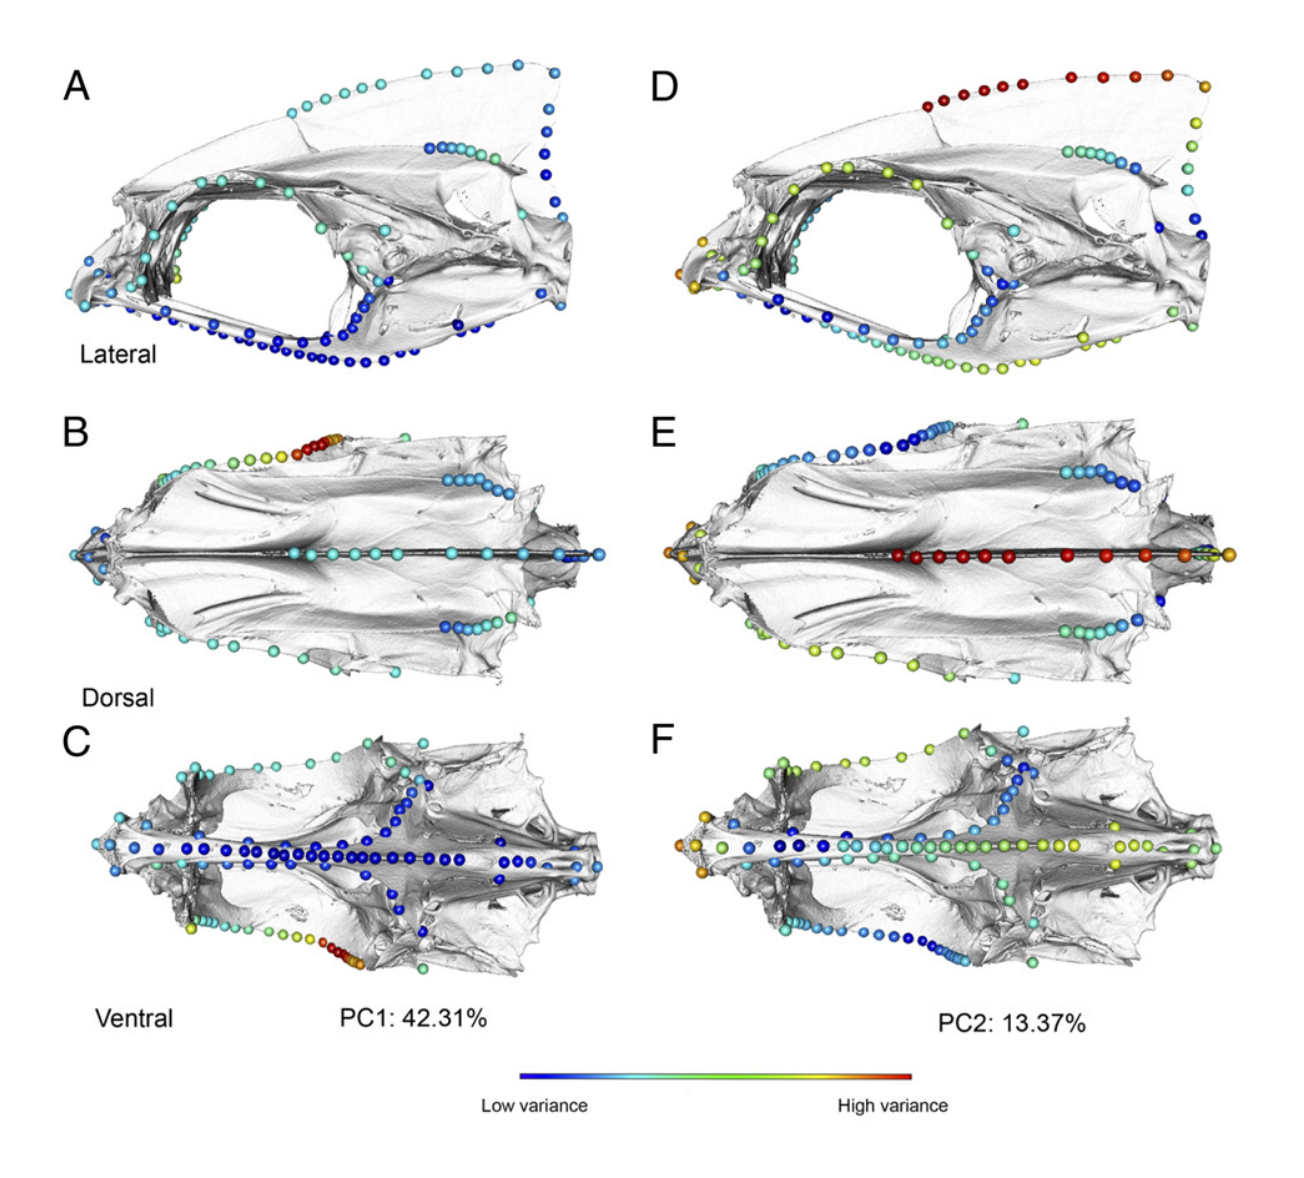 A
D
Lateral
B
E
Dorsal
C
F
Ventral
PC1: 42.31%
PC2: 13.37%
Low variance
High variance